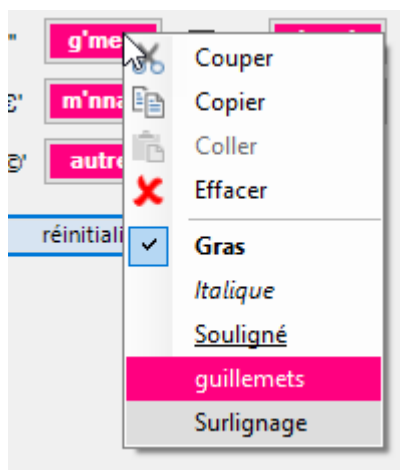 " g'me
Couper
m'nna
Copier
Coller
autre
Effacer
réinitiali
Gras
Italique
Souligné
guillemets
Surlignage